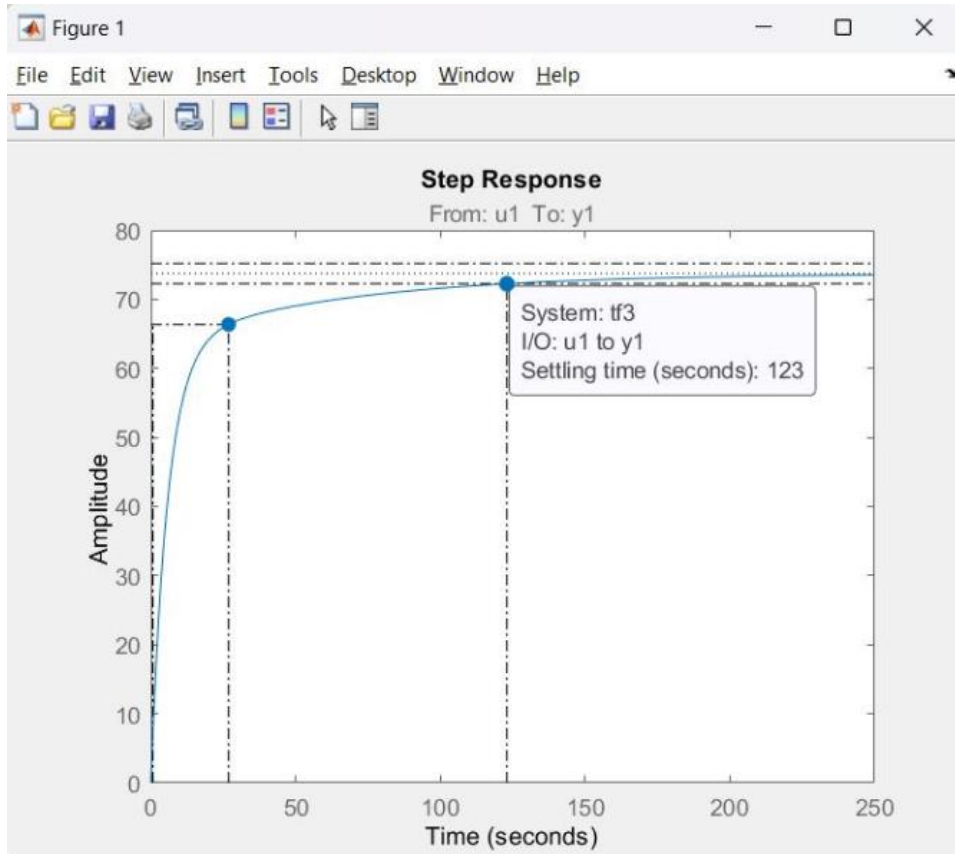 Figure 1
File Edit View Insert Tools Desktop Window Help
Step Response
From: u1 To: y1
80
70
60
50
40
30
20
10
0
Amplitude
System: tf3
I/O: u1 to y1
Settling time (seconds): 123
0 50 100 150 200 250
Time (seconds)